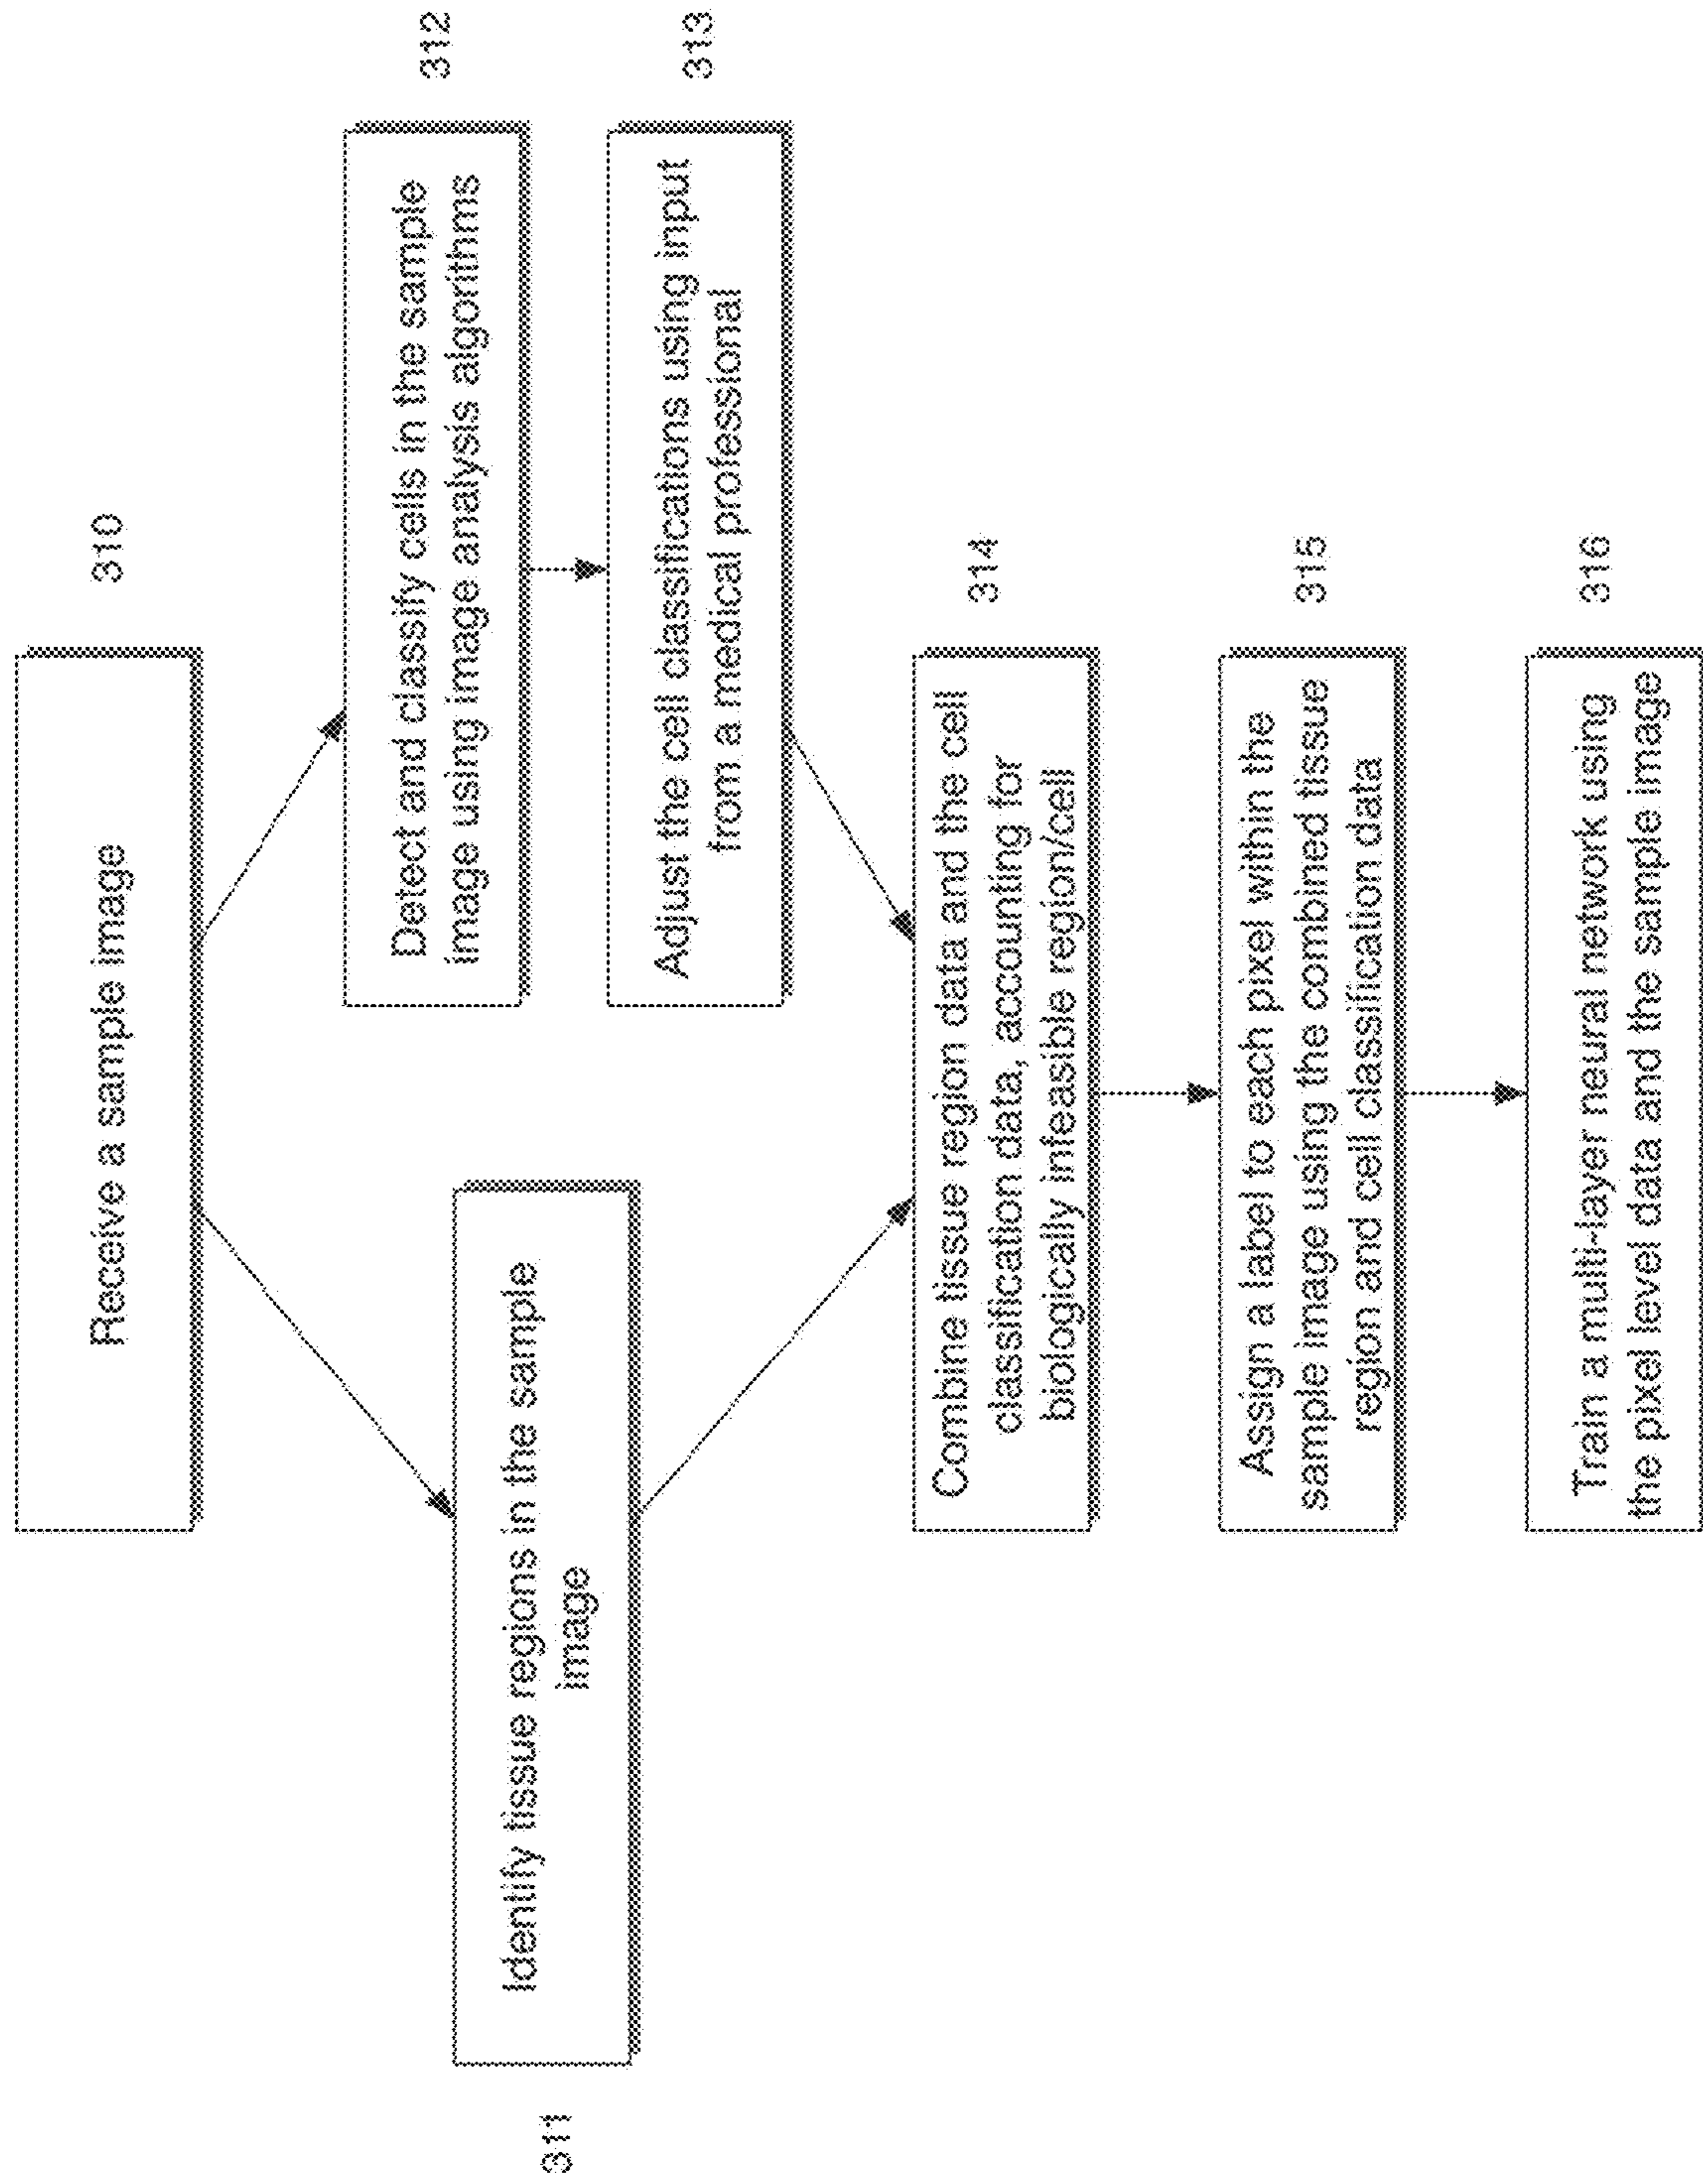 Receive a sample image
310
Identify tissue regions in the sample
image
311
Detect and classify cells in the sample
image using image analysis algorithms
312
Adjust the cell classifications using input
from a medical professional
313
Combine tissue region data and the cell
classification data, accounting for
biologically infeasible region/cell
314
Assign a label to each pixel within the
sample image using the combined tissue
region and cell classification data
315
Train a multi-layer neural network using
the pixel level data and the sample image
316